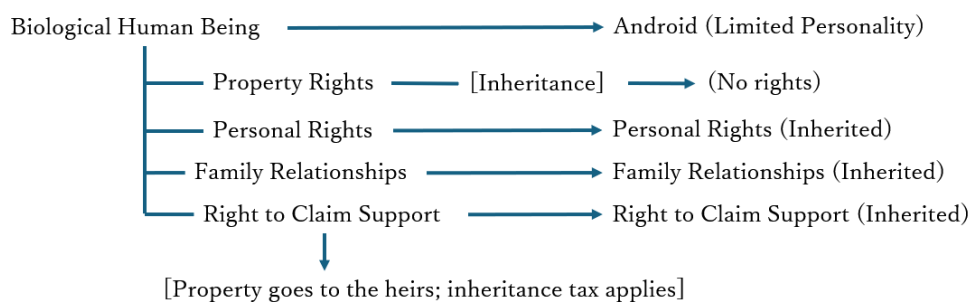 Biological Human Being Android (Limited Personality)
Property Rights [Inheritance] (No rights)
Personal Rights Personal Rights (Inherited)
Family Relationships Family Relationships (Inherited)
Right to Claim Support Right to Claim Support (Inherited)
[Property goes to the heirs; inheritance tax applies]